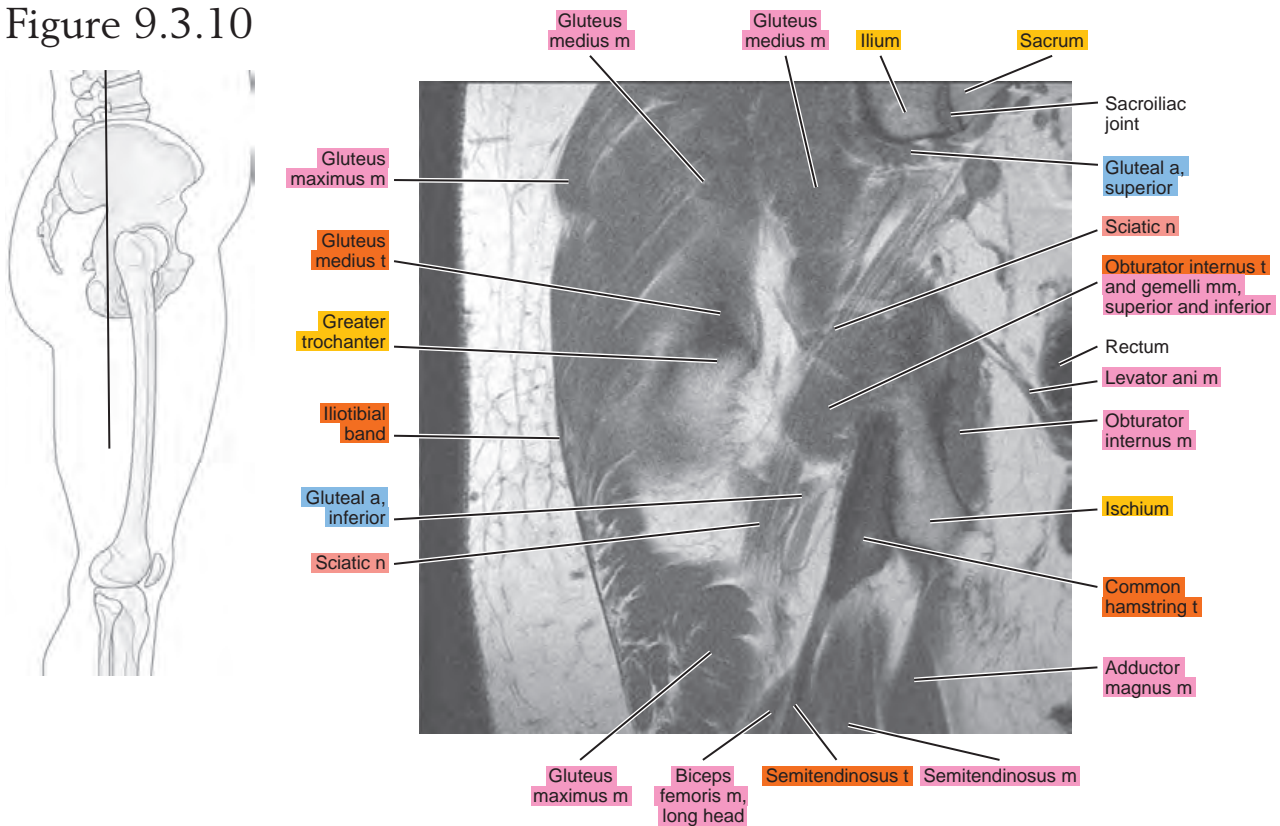 Figure 9.3.10
Gluteus
medius m
Gluteus
medius m
Ilium
Sacrum
Sacroiliac
joint
Gluteus
maximus m
Gluteal a,
superior
Gluteus
medius t
Sciatic n
Obturator internus t
and gemelli mm,
superior and inferior
Greater
trochanter
Rectum
Levator ani m
Iliotibial
band
Obturator
internus m
Gluteal a,
inferior
Ischium
Sciatic n
Common
hamstring t
Adductor
magnus m
Gluteus
maximus m
Biceps
femoris m,
long head
Semitendinosus t
Semitendinosus m